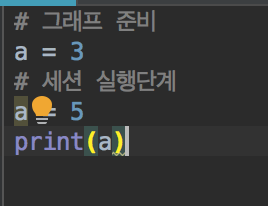 # 그래프 준비
a = 3
# 세션 실행단계
a = 5
print(a)